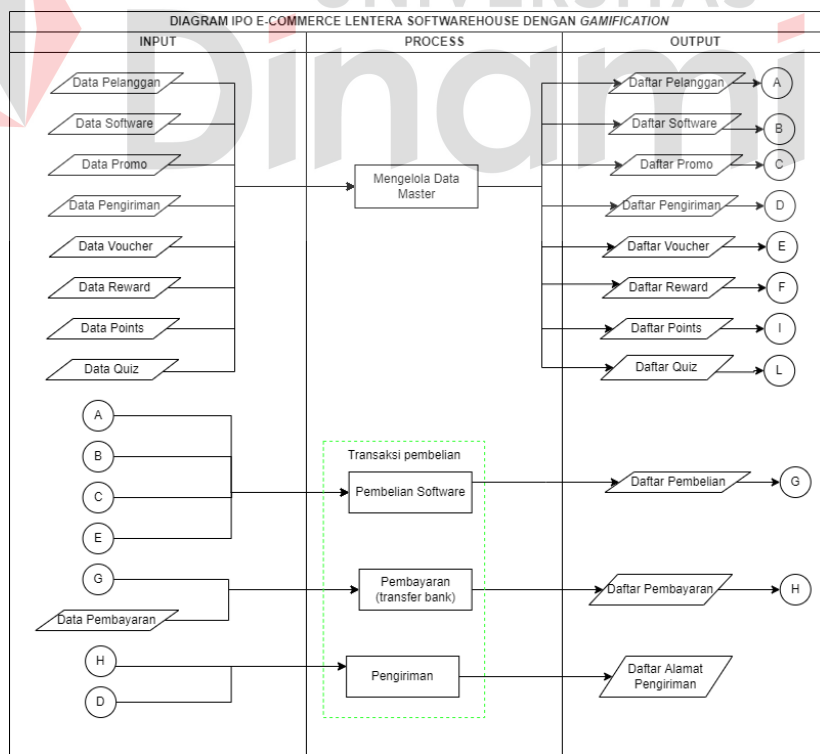 UNIVERSITAS
Dinami
DIAGRAM IPO E-COMMERCE LENTERA SOFTWAREHOUSE DENGAN GAMIFICATION
INPUT PROCESS OUTPUT
Data Pelanggan
Data Software
Data Promo
Data Pengiriman
Data Voucher
Data Reward
Data Points
Data Quiz
Mengelola Data
Master
Daftar Pelanggan A
Daftar Software B
Daftar Promo C
Daftar Pengiriman D
Daftar Voucher E
Daftar Reward F
Daftar Points I
Daftar Quiz L
A
B
C
E
Transaksi pembelian
Pembelian Software
Daftar Pembelian G
G
Data Pembayaran
Pembayaran
(transfer bank)
Daftar Pembayaran H
H
D
Pengiriman
Daftar Alamat
Pengiriman